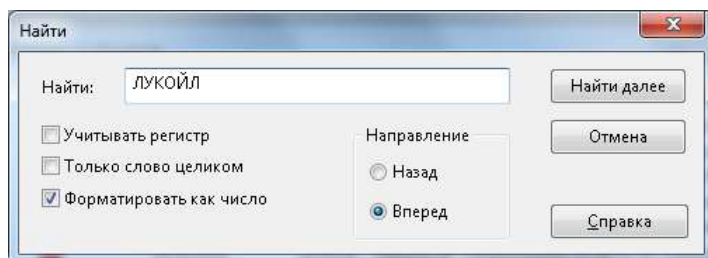 Найти
Найти: ЛУКОЙЛ
Найти далее
Учитывать регистр
Направление
Отмена
Только слово целиком
Назад
Форматировать как число
Вперед
Справка